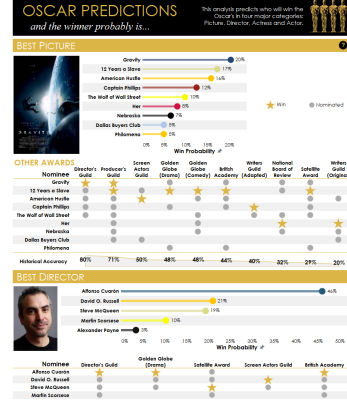 OSCAR PREDICTIONS
and the winner probably is...
This analysis predicts who will win the
Oscar's in four major categories:
Picture, Director, Actress and Actor.
BEST PICTURE
?
GRAVITY
Gravity 20%
12 Years a Slave 17%
American Hustle 16%
Captain Phillips 12%
The Wolf of Wall Street 10%
Her 8%
Nebraska 7%
Dallas Buyers Club 5%
Philomena 5%
0% 5% 10% 15% 20%
Win Probability
Win Nominated
OTHER AWARDS
Nominee
Director's Guild
Producer's Guild
Screen Actors Guild
Golden Globe (Drama)
Golden Globe (Comedy)
British Academy
Writers Guild (Adapted)
National Board of Review
Satellite Award
Writers Guild (Origina
Gravity
12 Years a Slave
American Hustle
Captain Phillips
The Wolf of Wall Street
Her
Nebraska
Dallas Buyers Club
Philomena
Historical Accuracy 80% 71% 50% 48% 48% 44% 40% 32% 29% 20%
BEST DIRECTOR
Alfonso Cuarón 46%
David O. Russell 21%
Steve McQueen 19%
Martin Scorsese 10%
Alexander Payne 3%
0% 5% 10% 15% 20% 25% 30% 35% 40% 45% 50%
Win Probability
Nominee
Director's Guild
Golden Globe (Drama)
Satellite Award
Screen Actors Guild
British Academy
Alfonso Cuarón
David O. Russell
Steve McQueen
Martin Scorsese